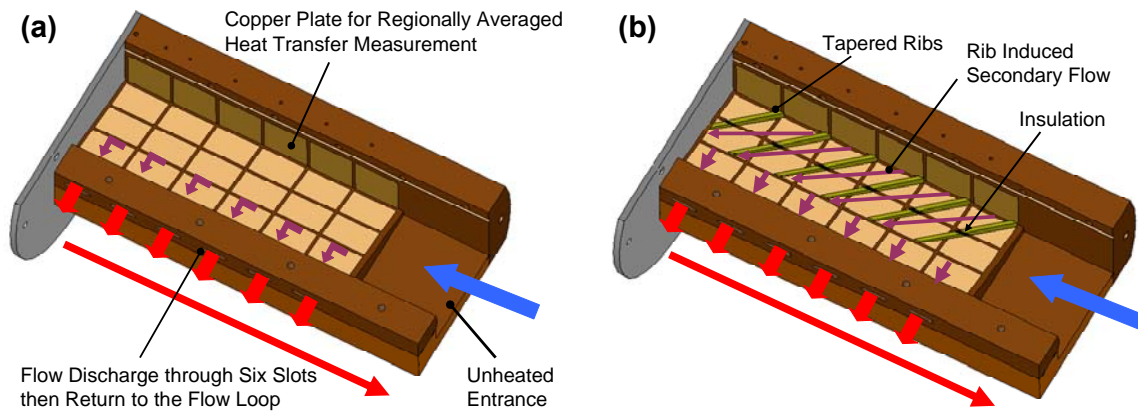 (a)
Copper Plate for Regionally Averaged
Heat Transfer Measurement
Flow Discharge through Six Slots
then Return to the Flow Loop
Unheated
Entrance
(b)
Tapered Ribs
Rib Induced
Secondary Flow
Insulation